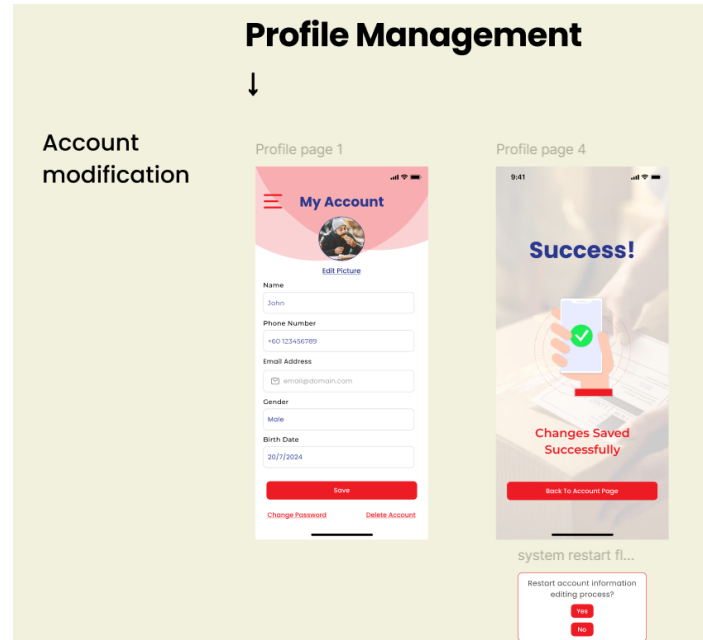 Profile Management
↓
Account
modification
Profile page 1
My Account
Edit Picture
Name
John
Phone Number
+60 123456789
Email Address
email@domain.com
Gender
Male
Birth Date
20/7/2024
Save
Change Password
Delete Account
Profile page 4
9:41
Success!
Changes Saved
Successfully
Back To Account Page
system restart fl...
Restart account information
editing process?
Yes
No